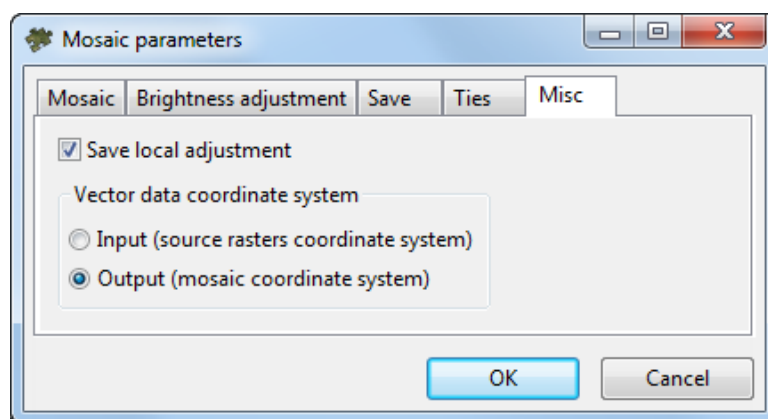 Mosaic parameters
Mosaic Brightness adjustment Save Ties Misc
Save local adjustment
Vector data coordinate system
Input (source rasters coordinate system)
Output (mosaic coordinate system)
OK Cancel